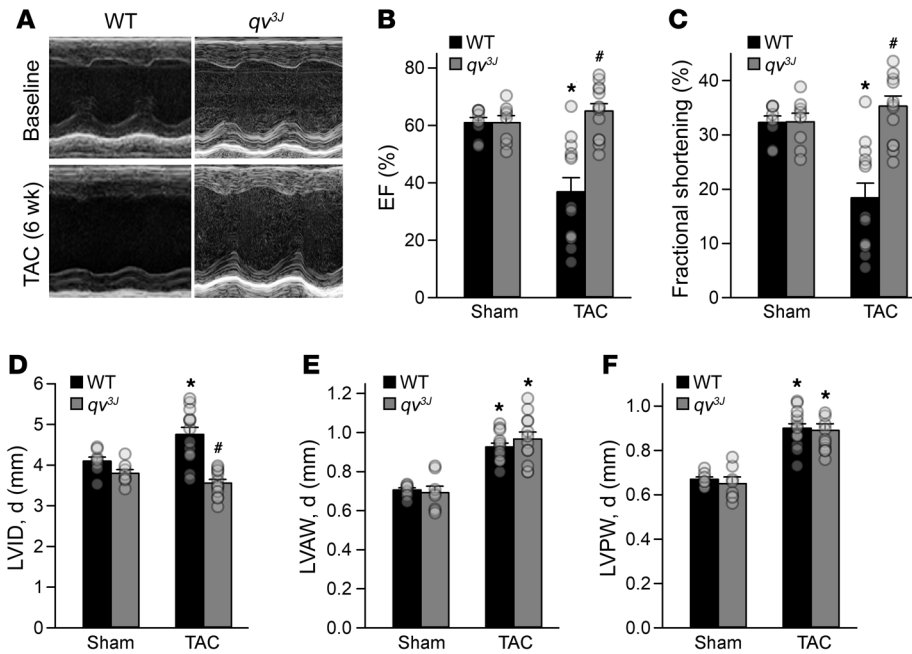 A
WT
qv3J
Baseline
TAC (6 wk)
B
WT
qv3J
EF (%)
80
60
40
20
0
*
#
Sham
TAC
C
WT
qv3J
Fractional shortening (%)
40
30
20
10
0
*
#
Sham
TAC
D
WT
qv3J
LVID, d (mm)
6
5
4
3
2
1
0
*
#
Sham
TAC
E
WT
qv3J
LVAW, d (mm)
1.2
1.0
0.8
0.6
0.4
0.2
0.0
*
*
Sham
TAC
F
WT
qv3J
LVPW, d (mm)
1.0
0.8
0.6
0.4
0.2
0.0
*
*
Sham
TAC